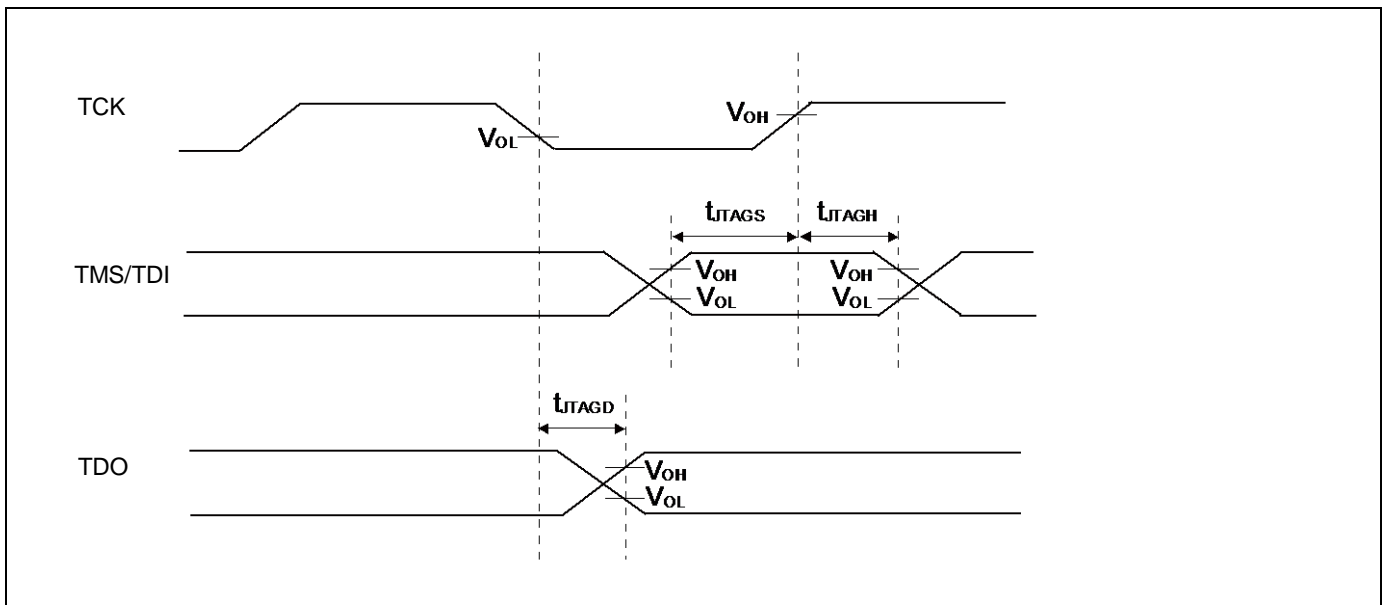 TCK
VOL
VOH
tJTAGS
tJTAGH
TMS/TDI
VOH
VOH
VOL
VOL
tJTAGD
TDO
VOH
VOL